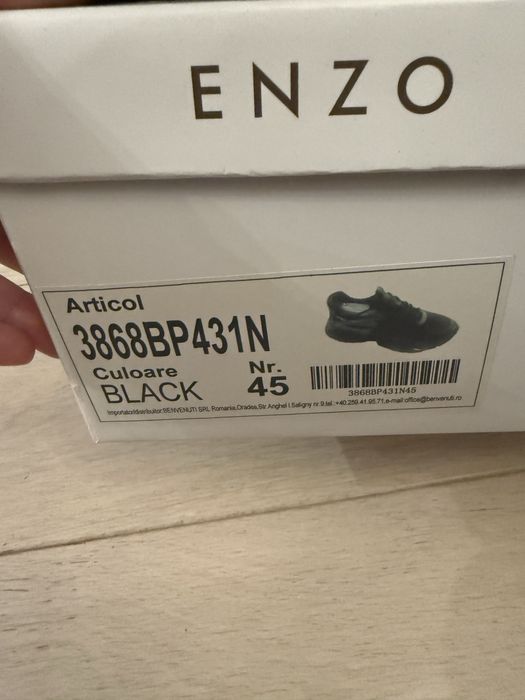 ENZO
Articol
3868BP431N
Culoare Nr.
BLACK 45
3868BP431N45
Importator/distribuitor:BENVENUTI SRL Romania,Oradea,Str.Anghel I.Saligny nr.9,tel.:+40.259.41.95.71,e-mail:office@benvenuti.ro